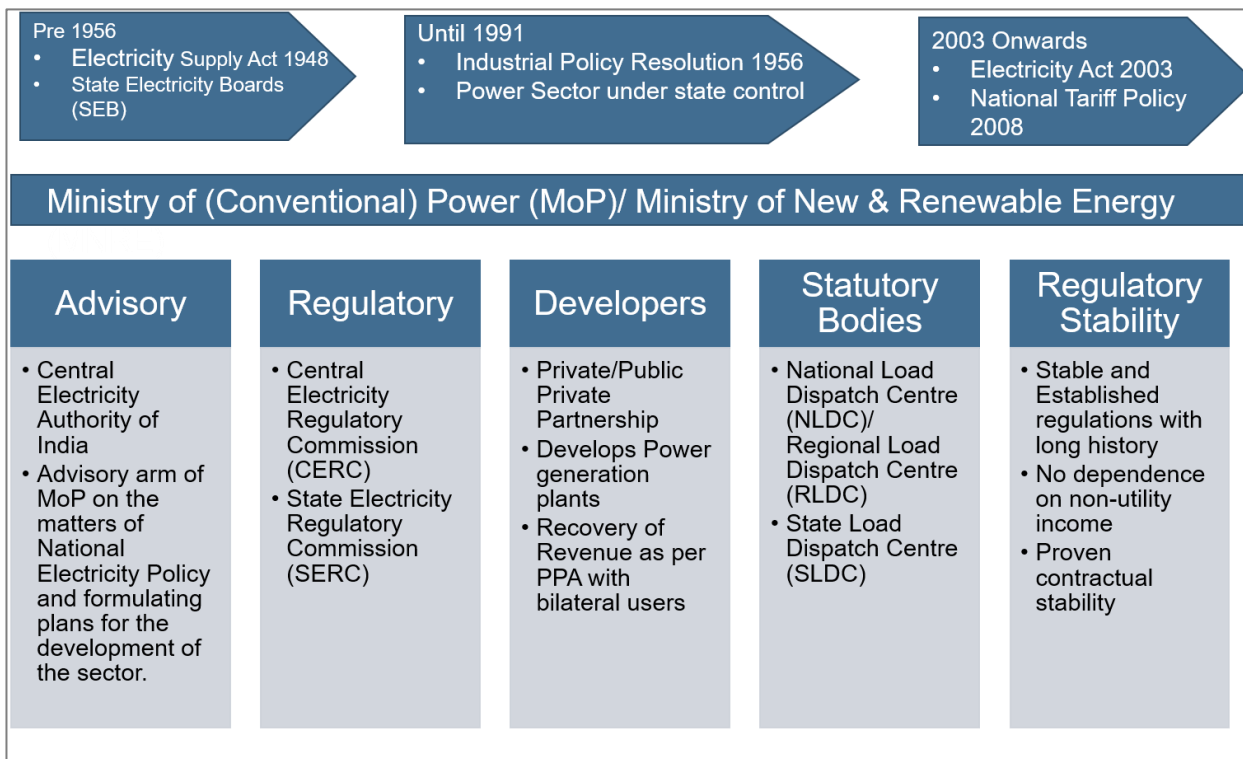 Pre 1956
• Electricity Supply Act 1948
• State Electricity Boards
(SEB)
Until 1991
• Industrial Policy Resolution 1956
• Power Sector under state control
2003 Onwards
• Electricity Act 2003
• National Tariff Policy
2008
Ministry of (Conventional) Power (MoP)/ Ministry of New & Renewable Energy
Advisory
• Central
Electricity
Authority of
India
• Advisory arm of
MoP on the
matters of
National
Electricity Policy
and formulating
plans for the
development of
the sector.
Regulatory
• Central
Electricity
Regulatory
Commission
(CERC)
• State Electricity
Regulatory
Commission
(SERC)
Developers
• Private/Public
Private
Partnership
• Develops Power
generation
plants
• Recovery of
Revenue as per
PPA with
bilateral users
Statutory
Bodies
• National Load
Dispatch Centre
(NLDC)/
Regional Load
Dispatch Centre
(RLDC)
• State Load
Dispatch Centre
(SLDC)
Regulatory
Stability
• Stable and
Established
regulations with
long history
• No dependence
on non-utility
income
• Proven
contractual
stability